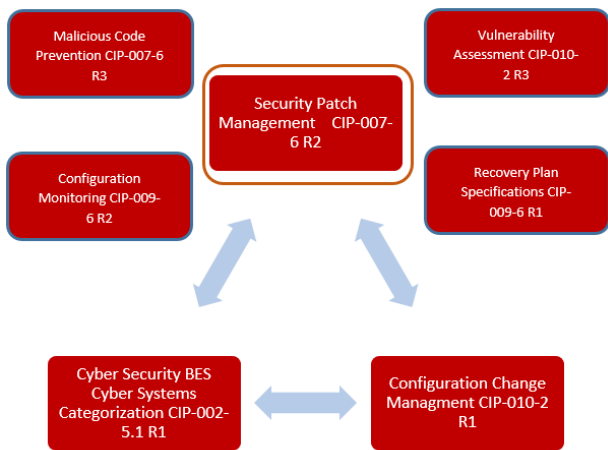 Malicious Code
Prevention CIP-007-6
R3
Vulnerability
Assessment CIP-010-
2 R3
Security Patch
Management CIP-007-
6 R2
Configuration
Monitoring CIP-009-
6 R2
Recovery Plan
Specifications CIP-
009-6 R1
Cyber Security BES
Cyber Systems
Categorization CIP-002-
5.1 R1
Configuration Change
Managment CIP-010-2
R1